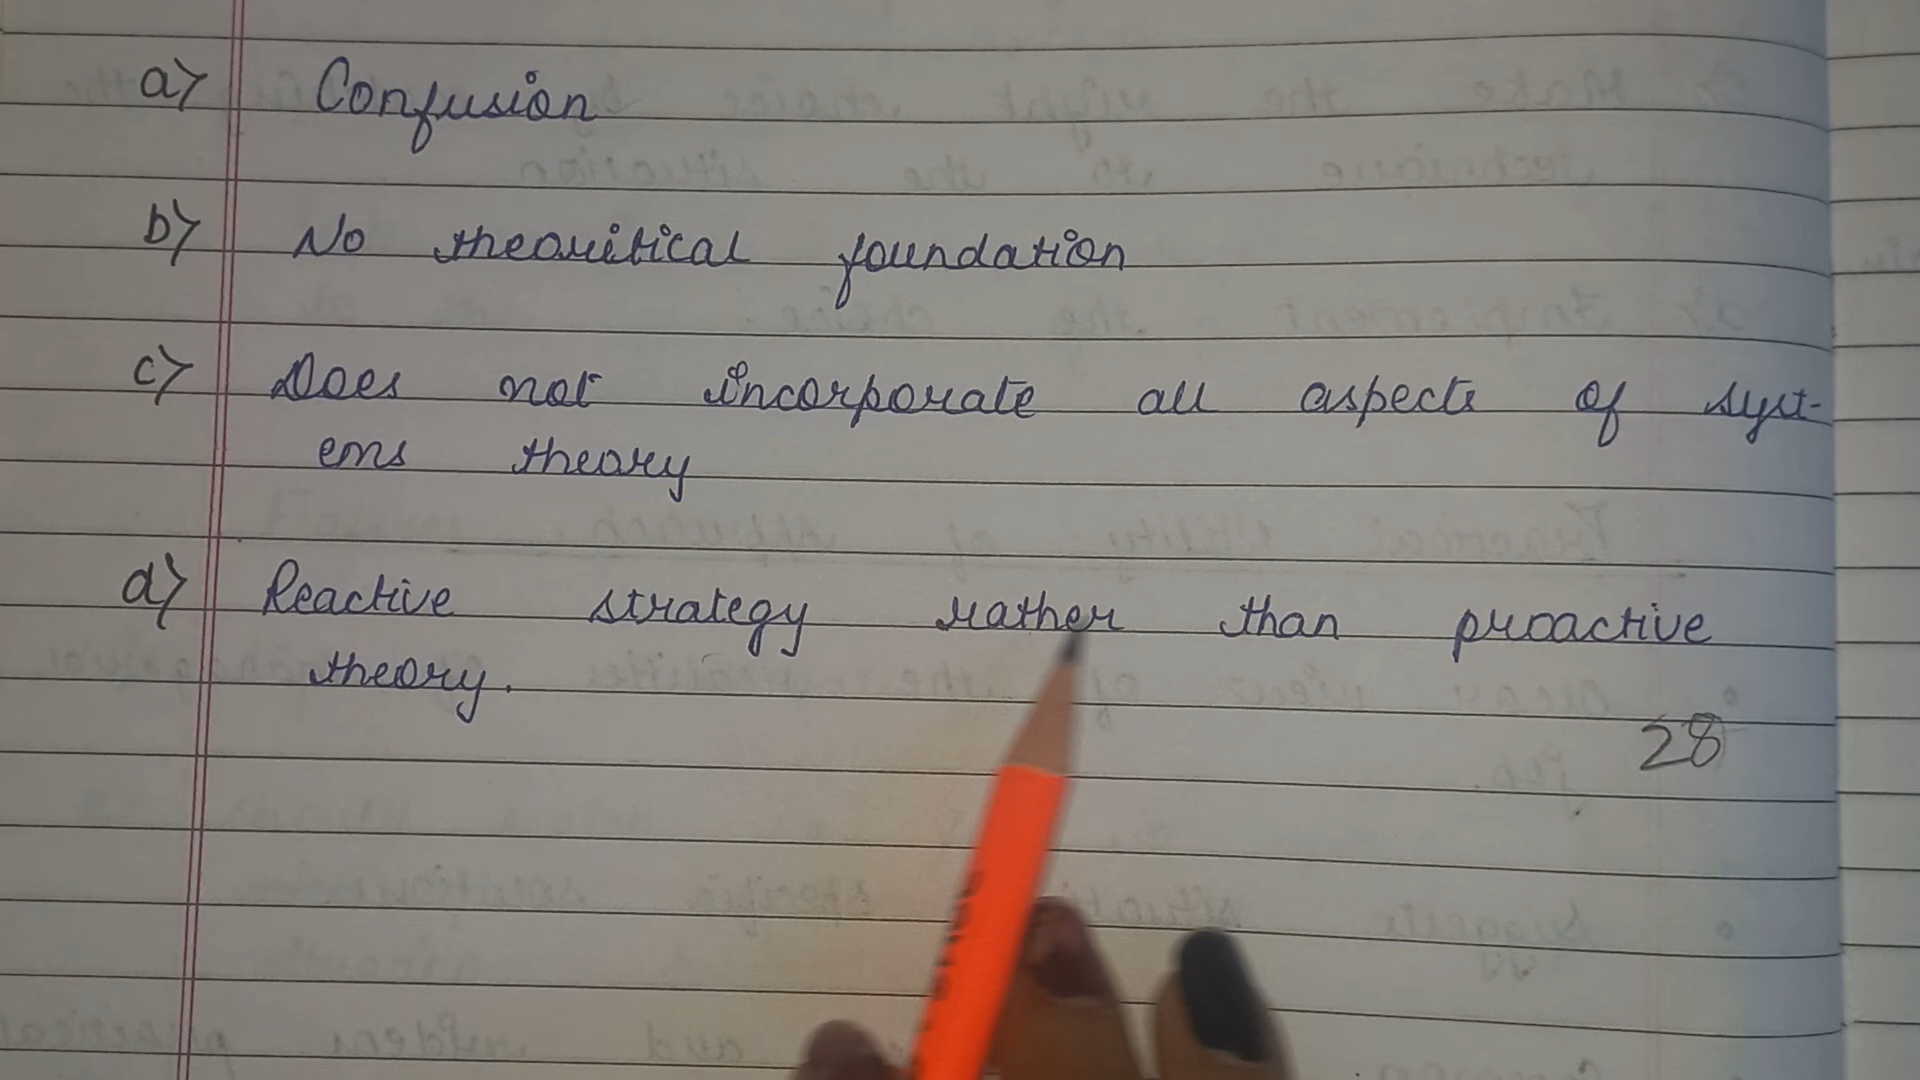 a) Confusion
b) No theoritical foundation
c) Does not incorporate all aspects of syst-
ems theory
d) Reactive strategy rather than proactive
theory.
28